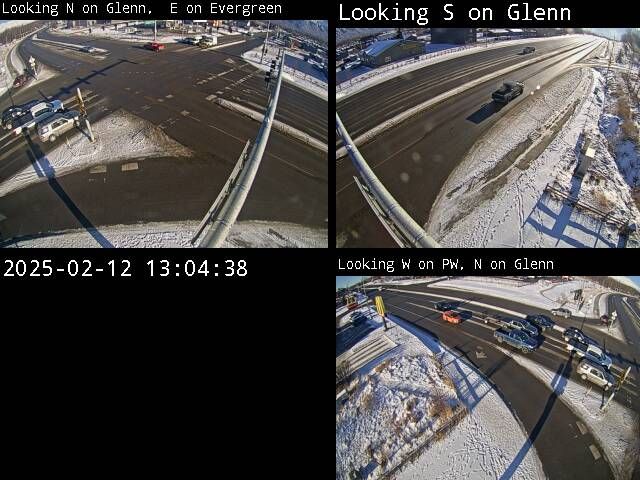 Looking N on Glenn,  E on Evergreen
Looking S on Glenn
2025-02-12 13:04:38
Looking W on PW, N on Glenn